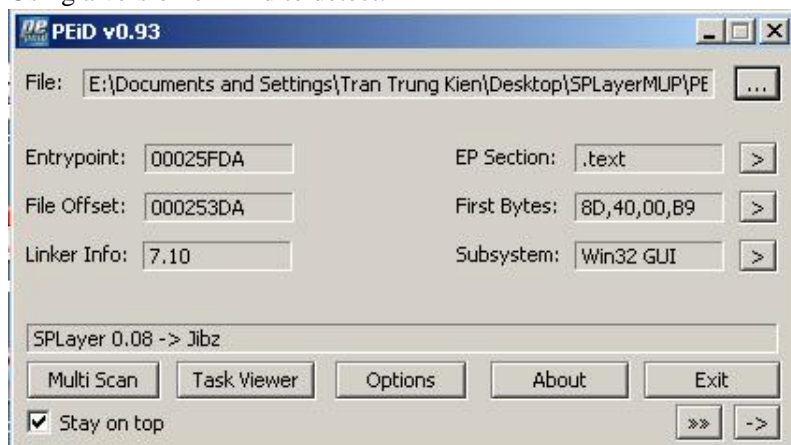 PEiD v0.93
File: E:\Documents and Settings\Tran Trung Kien\Desktop\SPLayerMUP\PE ...
Entrypoint: 00025FDA EP Section: .text >
File Offset: 000253DA First Bytes: 8D,40,00,B9 >
Linker Info: 7.10 Subsystem: Win32 GUI >
SPLayer 0.08 -> Jibz
Multi Scan Task Viewer Options About Exit
Stay on top »» ->